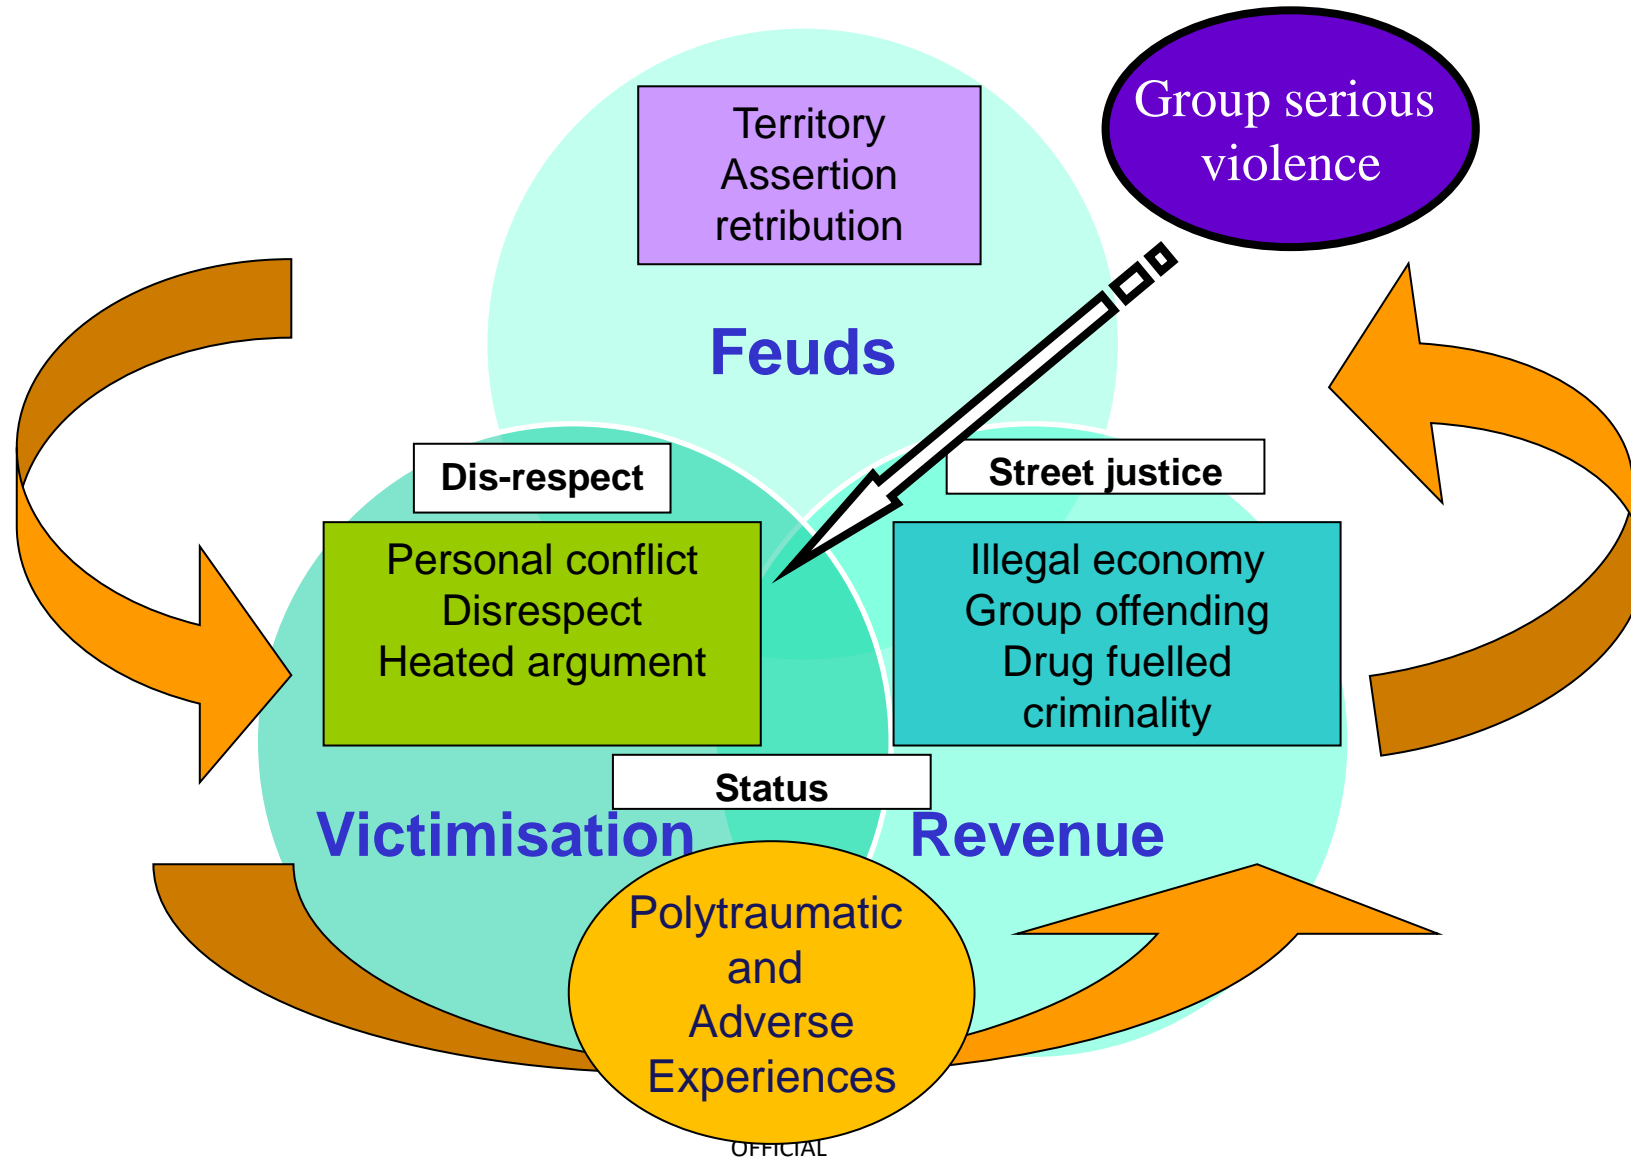 Group serious
violence
Territory
Assertion
retribution
Feuds
Dis-respect
Street justice
Personal conflict
Disrespect
Heated argument
Illegal economy
Group offending
Drug fuelled
criminality
Status
Victimisation
Revenue
Polytraumatic
and
Adverse
Experiences
OFFICIAL